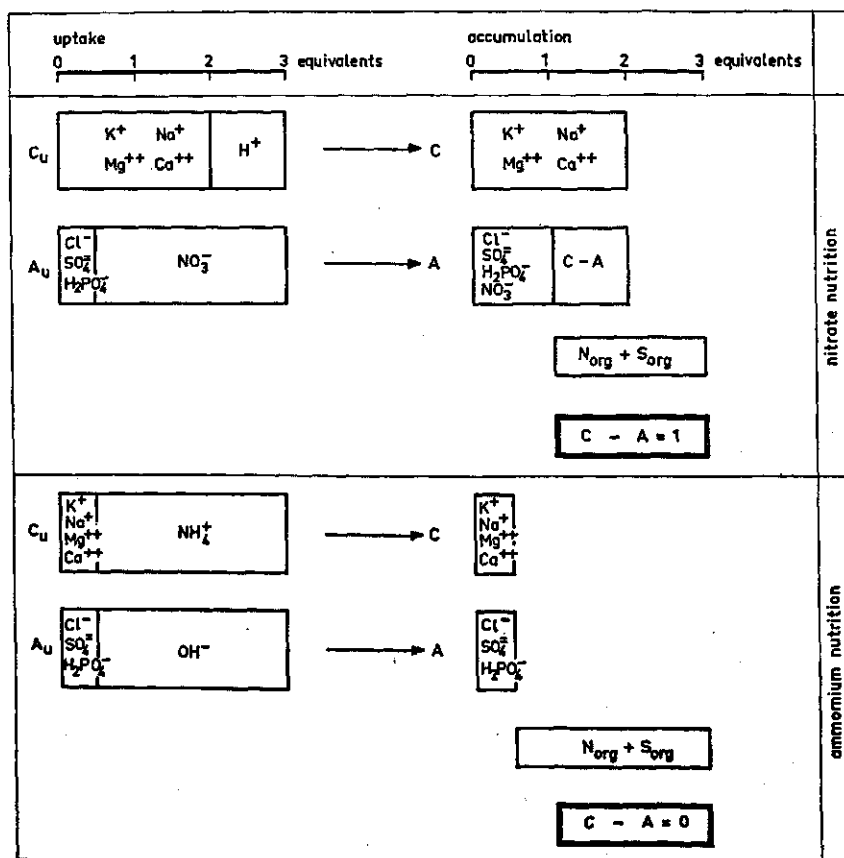 uptake
0 1 2 3 equivalents
accumulation
0 1 2 3 equivalents
Cu
K+ Na+
Mg++ Ca++
H+
C
K+ Na+
Mg++ Ca++
Au
Cl-
SO4=
H2PO4-
NO3-
A
Cl-
SO4=
H2PO4-
NO3-
C - A
Norg + Sorg
C - A = 1
nitrate nutrition
Cu
K+
Na+
Mg++
Ca++
NH4+
C
K+
Na+
Mg++
Ca++
Au
Cl-
SO4=
H2PO4-
OH-
A
Cl-
SO4=
H2PO4-
Norg + Sorg
C - A = 0
ammomium nutrition